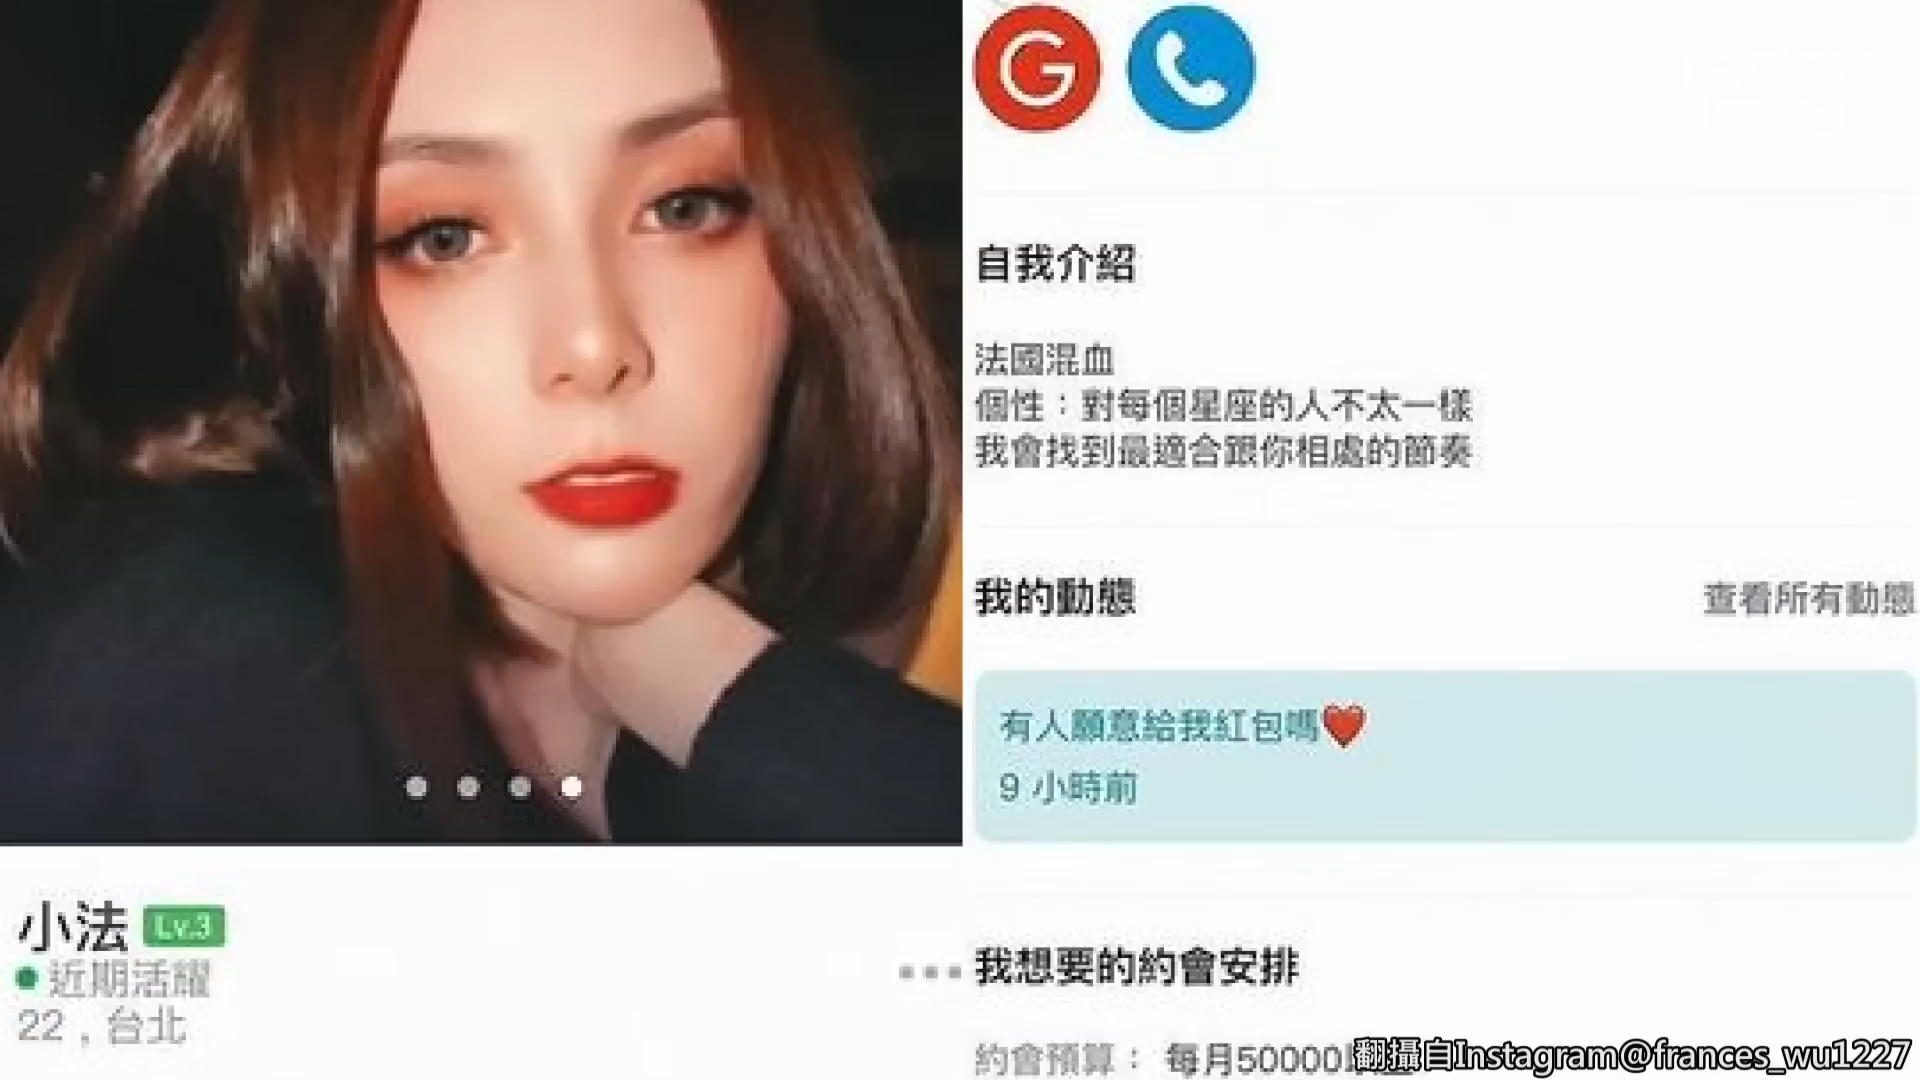 小法 Lv.3
近期活耀
22，台北
自我介紹
法國混血
個性：對每個星座的人不太一樣
我會找到最適合跟你相處的節奏
我的動態
查看所有動態
有人願意給我紅包嗎❤️
9 小時前
我想要的約會安排
約會預算： 每月50000
翻攝自Instagram@frances_wu1227